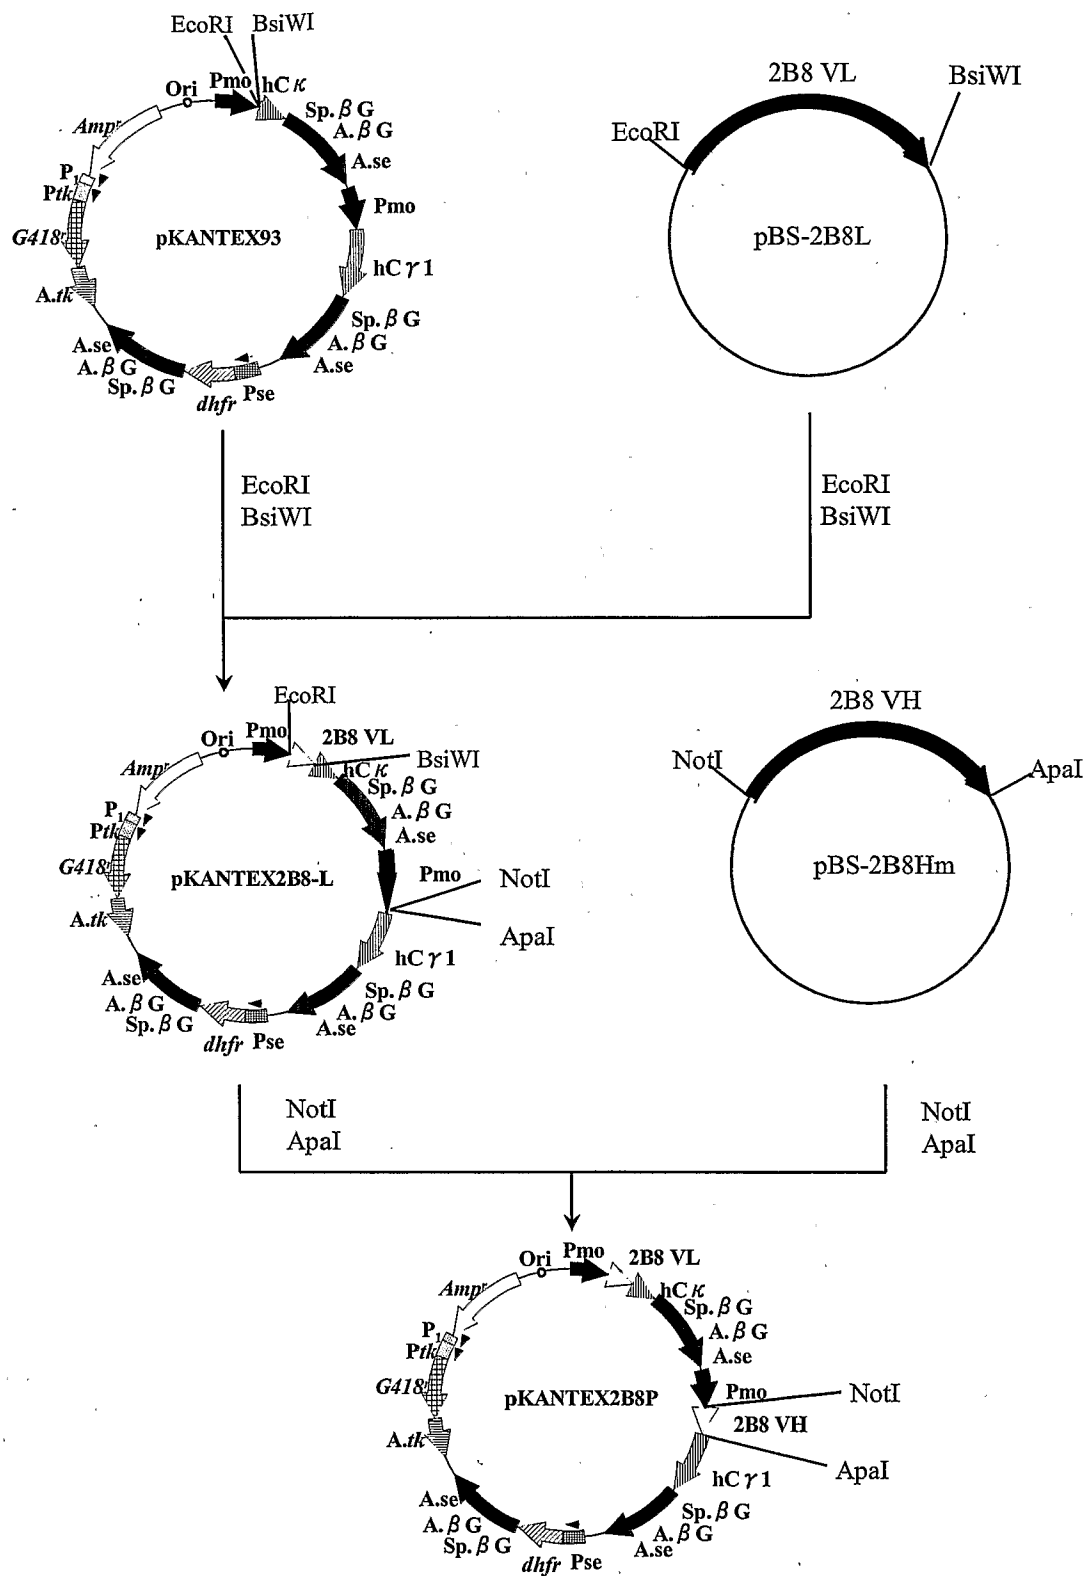 EcoRI BsiWI
Pmo hCκ
Ori
Sp.βG
A.βG
A.se
Ampʳ
P1
Ptk
G418ʳ
A.tk
pKANTEX93
Pmo
hCγ1
Sp.βG
A.βG
A.se
A.se
A.βG
Sp.βG
dhfr
Pse
2B8 VL
EcoRI
BsiWI
pBS-2B8L
EcoRI
BsiWI
EcoRI
BsiWI
EcoRI
Pmo
2B8 VL
BsiWI
Ori
hCκ
Sp.βG
A.βG
A.se
Ampʳ
P1
Ptk
G418ʳ
A.tk
pKANTEX2B8-L
Pmo
NotI
ApaI
hCγ1
Sp.βG
A.βG
A.se
A.se
A.βG
Sp.βG
dhfr
Pse
2B8 VH
NotI
ApaI
pBS-2B8Hm
NotI
ApaI
NotI
ApaI
Ori
Pmo
2B8 VL
hCκ
Sp.βG
A.βG
A.se
Ampʳ
P1
Ptk
G418ʳ
A.tk
pKANTEX2B8P
Pmo
NotI
2B8 VH
ApaI
hCγ1
Sp.βG
A.βG
A.se
A.se
A.βG
Sp.βG
dhfr
Pse